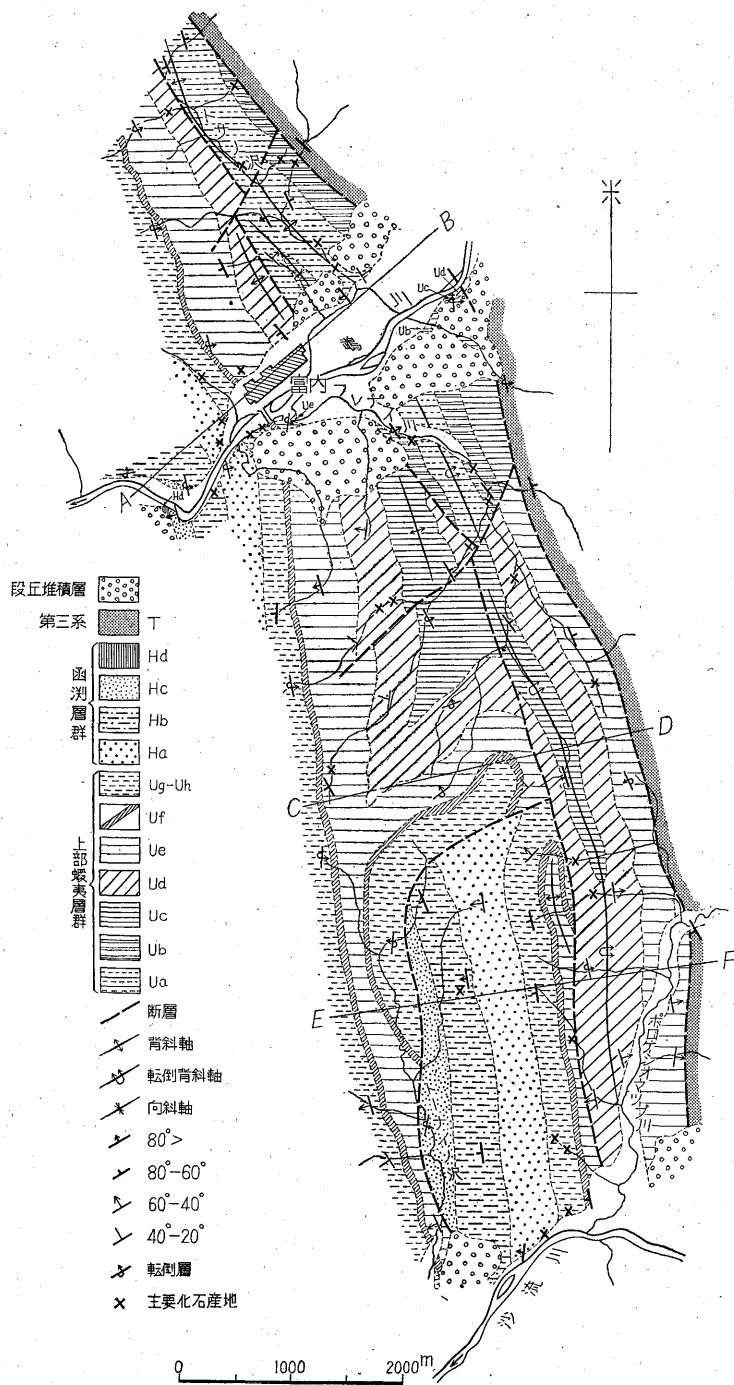 B
Ud
Uc
Ub
鵡
川
富内
Ue
A
Hd
段丘堆積層
第三系 T
函渕層群
Hd
Hc
Hb
Ha
上部蝦夷層群
Ug-Uh
Uf
Ue
Ud
Uc
Ub
Ua
断層
背斜軸
転倒背斜軸
向斜軸
80°>
80°-60°
60°-40°
40°-20°
転倒層
主要化石産地
C
D
E
F
沢
沙流川
0 1000 2000m